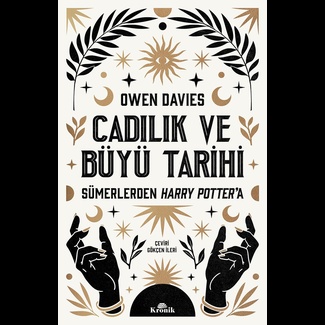 OWEN DAVIES
CADILIK VE
BÜYÜ TARİHİ
SÜMERLERDEN HARRY POTTER'A
ÇEVİRİ
GÖKÇEN İLERİ
Kronik